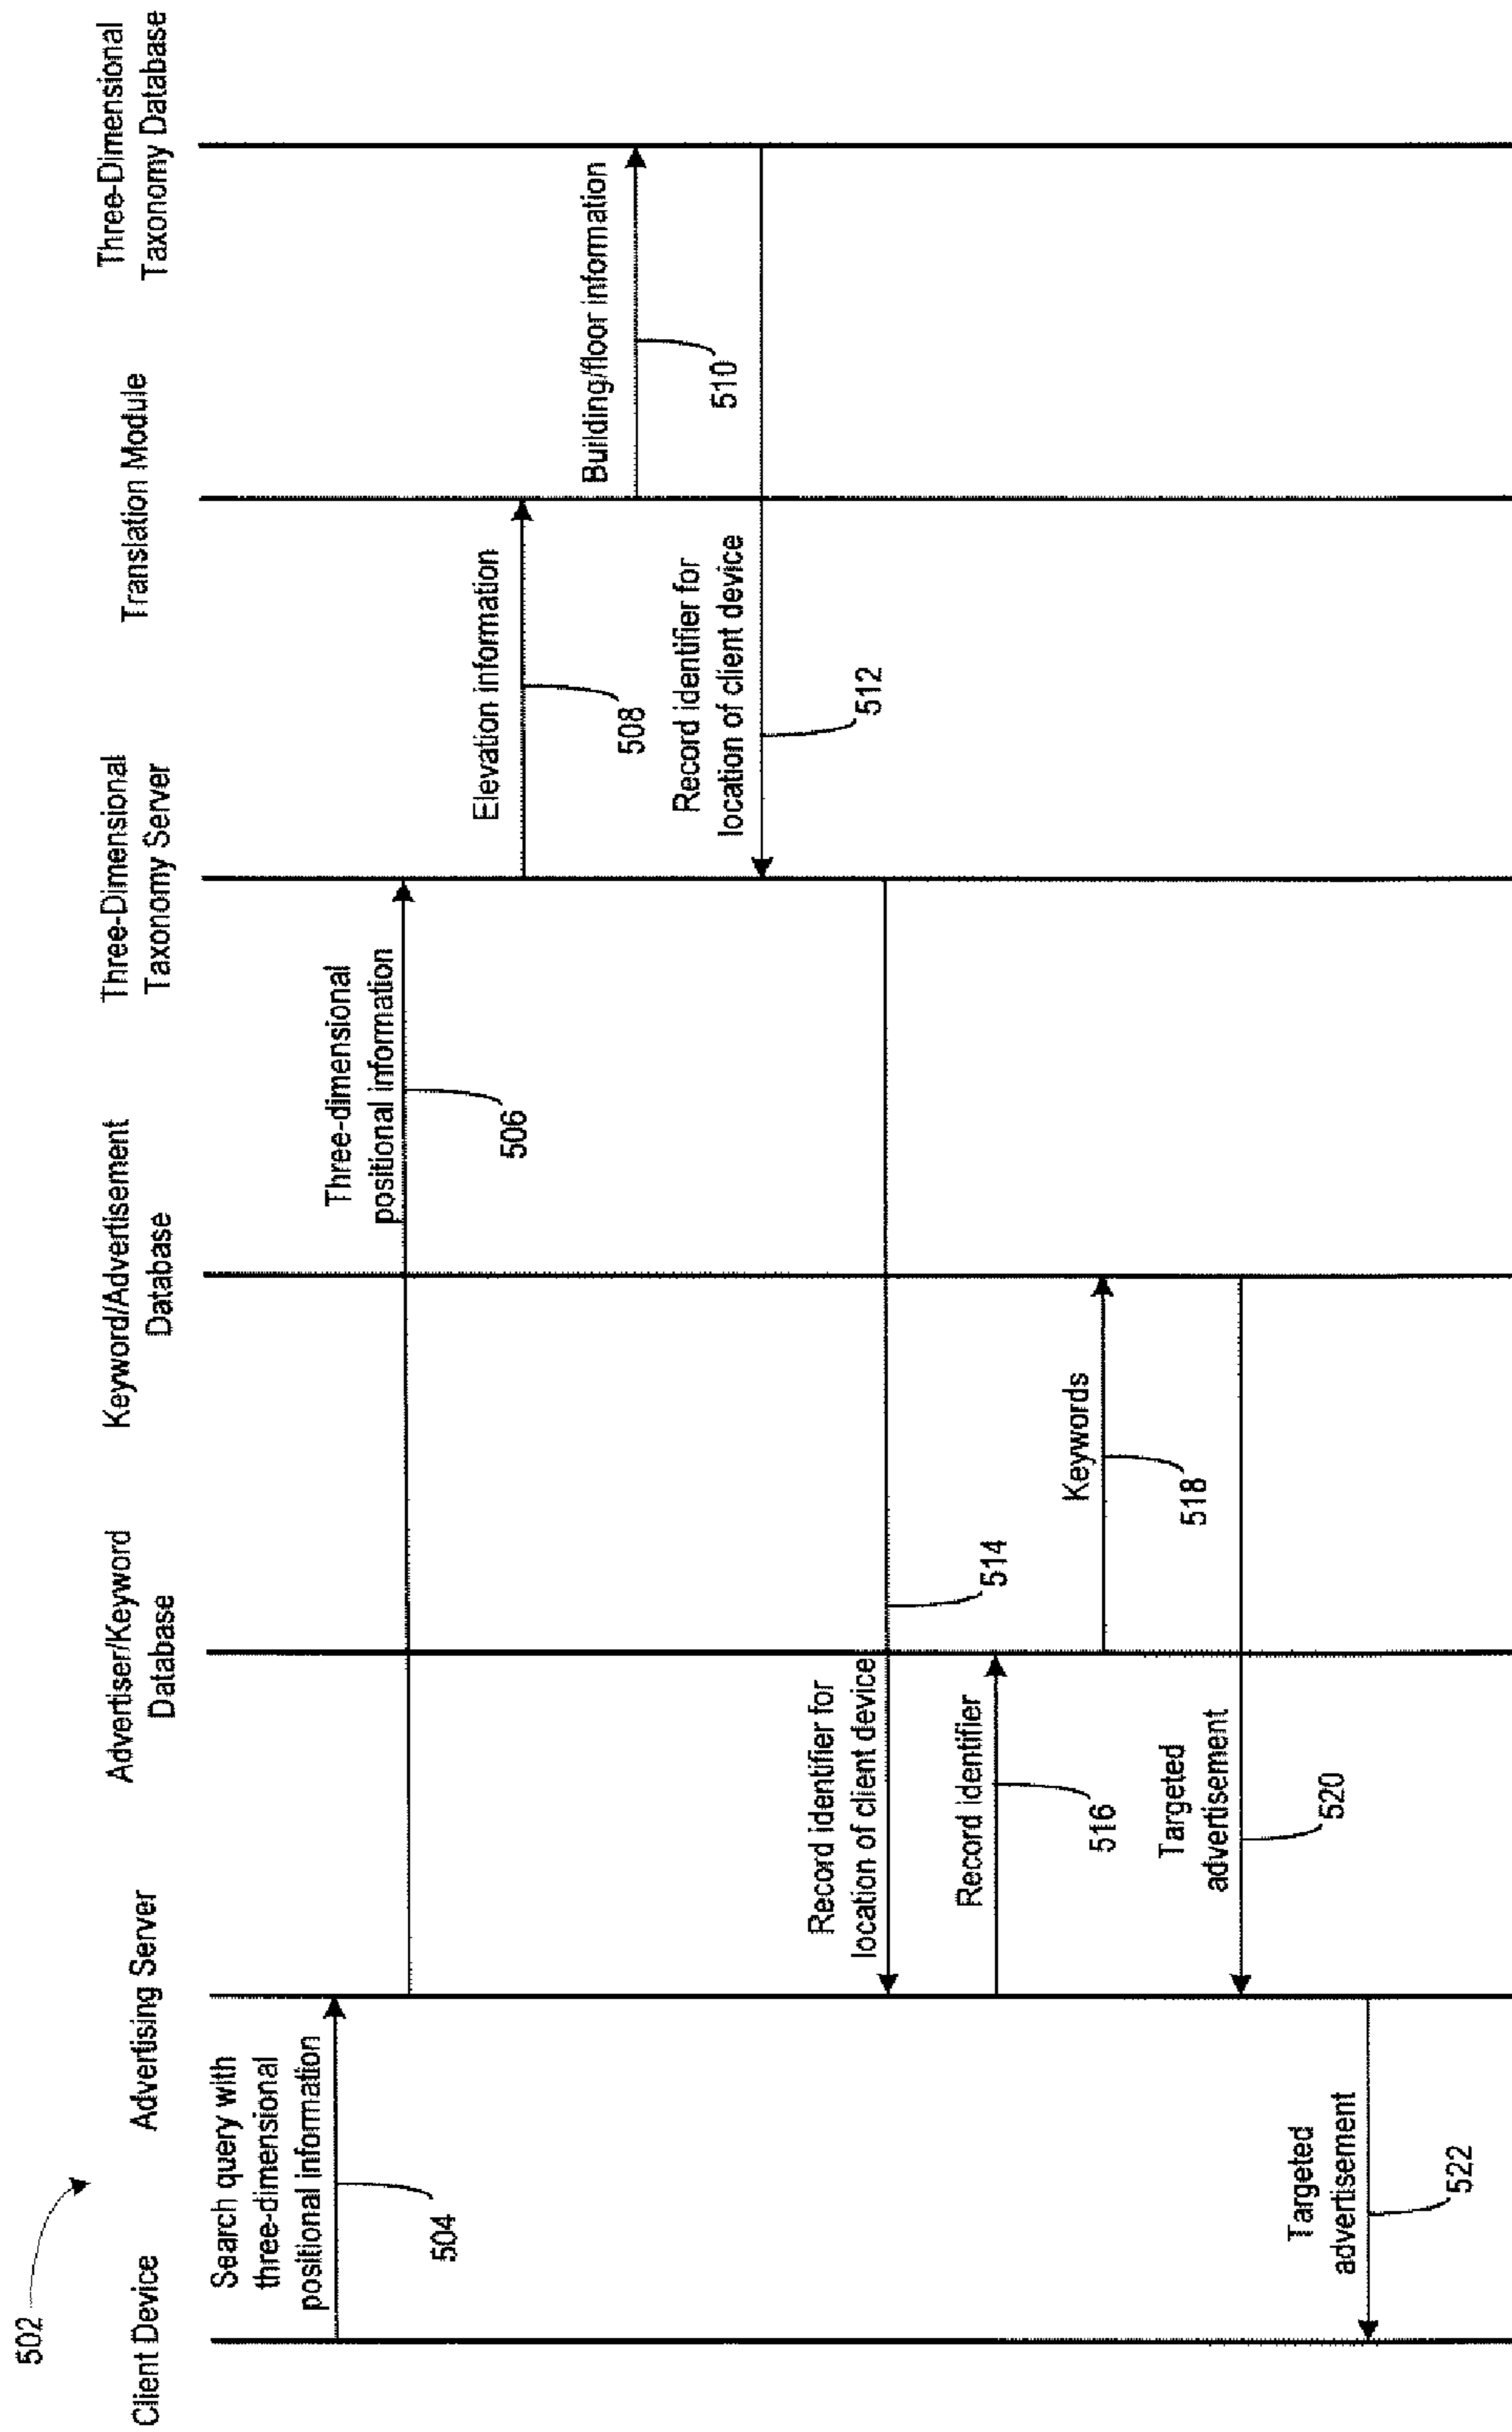 502
Client Device
Advertising Server
Advertiser/Keyword
Database
Keyword/Advertisement
Database
Three-Dimensional
Taxonomy Server
Translation Module
Three-Dimensional
Taxonomy Database
Search query with
three-dimensional
positional information
504
Three-dimensional
positional information
506
Elevation information
508
Building/floor information
510
Record identifier for
location of client device
512
Record identifier for
location of client device
514
Record identifier
516
Keywords
518
Targeted
advertisement
520
Targeted
advertisement
522